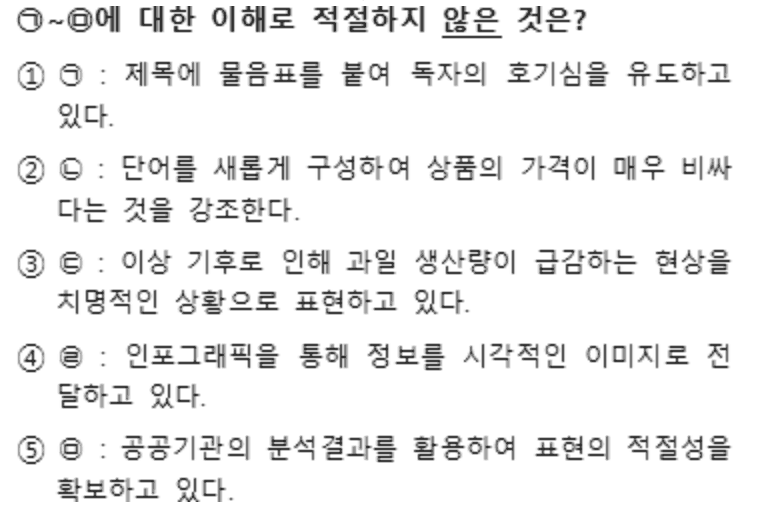 ㉠~㉤에 대한 이해로 적절하지 않은 것은?
① ㉠ : 제목에 물음표를 붙여 독자의 호기심을 유도하고
있다.
② ㉡ : 단어를 새롭게 구성하여 상품의 가격이 매우 비싸
다는 것을 강조한다.
③ ㉢ : 이상 기후로 인해 과일 생산량이 급감하는 현상을
치명적인 상황으로 표현하고 있다.
④ ㉣ : 인포그래픽을 통해 정보를 시각적인 이미지로 전
달하고 있다.
⑤ ㉤ : 공공기관의 분석결과를 활용하여 표현의 적절성을
확보하고 있다.